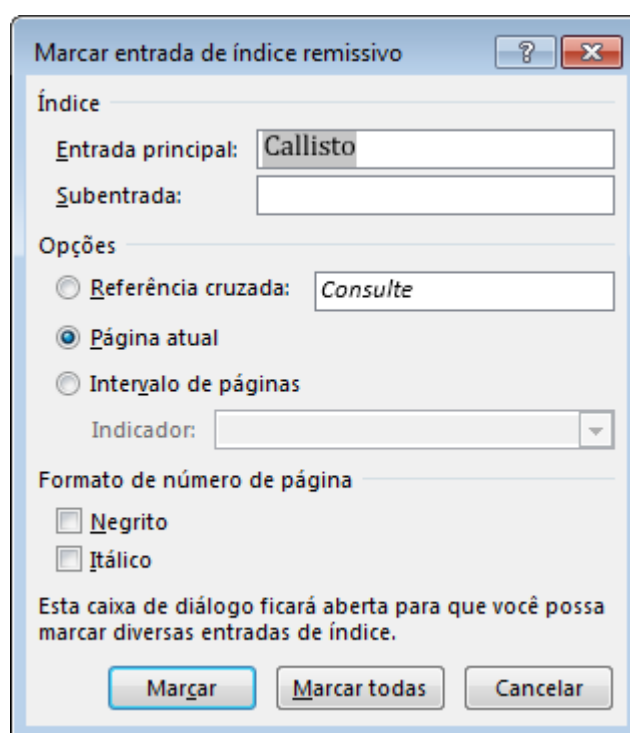 Marcar entrada de índice remissivo
?
Índice
Entrada principal: Callisto
Subentrada:
Opções
Referência cruzada: Consulte
Página atual
Intervalo de páginas
Indicador:
Formato de número de página
Negrito
Itálico
Esta caixa de diálogo ficará aberta para que você possa
marcar diversas entradas de índice.
Marcar Marcar todas Cancelar